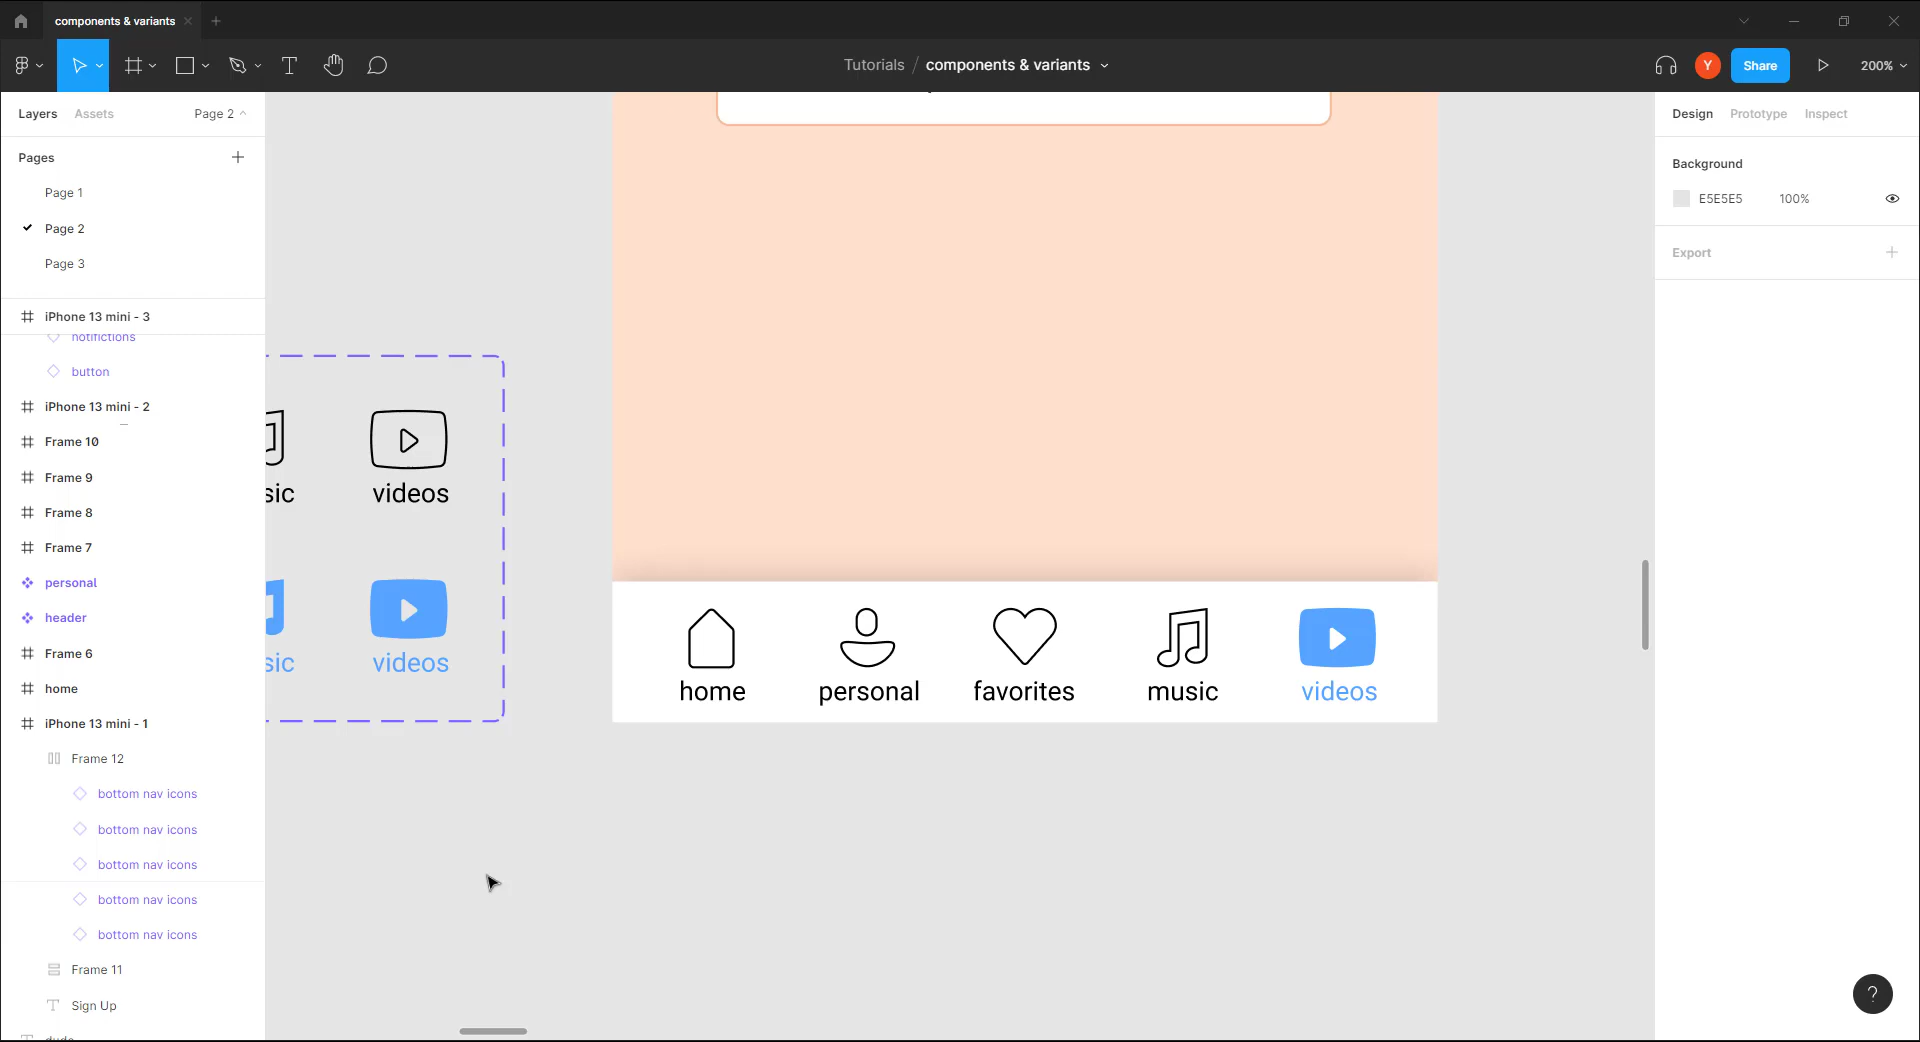 components & variants
Tutorials / components & variants
Y
Share
200%
Layers
Assets
Page 2
Pages
Page 1
Page 2
Page 3
iPhone 13 mini - 3
notifictions
button
iPhone 13 mini - 2
Frame 10
Frame 9
Frame 8
Frame 7
personal
header
Frame 6
home
iPhone 13 mini - 1
Frame 12
bottom nav icons
bottom nav icons
bottom nav icons
bottom nav icons
bottom nav icons
Frame 11
Sign Up
sic
videos
sic
videos
home
personal
favorites
music
videos
Design
Prototype
Inspect
Background
E5E5E5
100%
Export
?